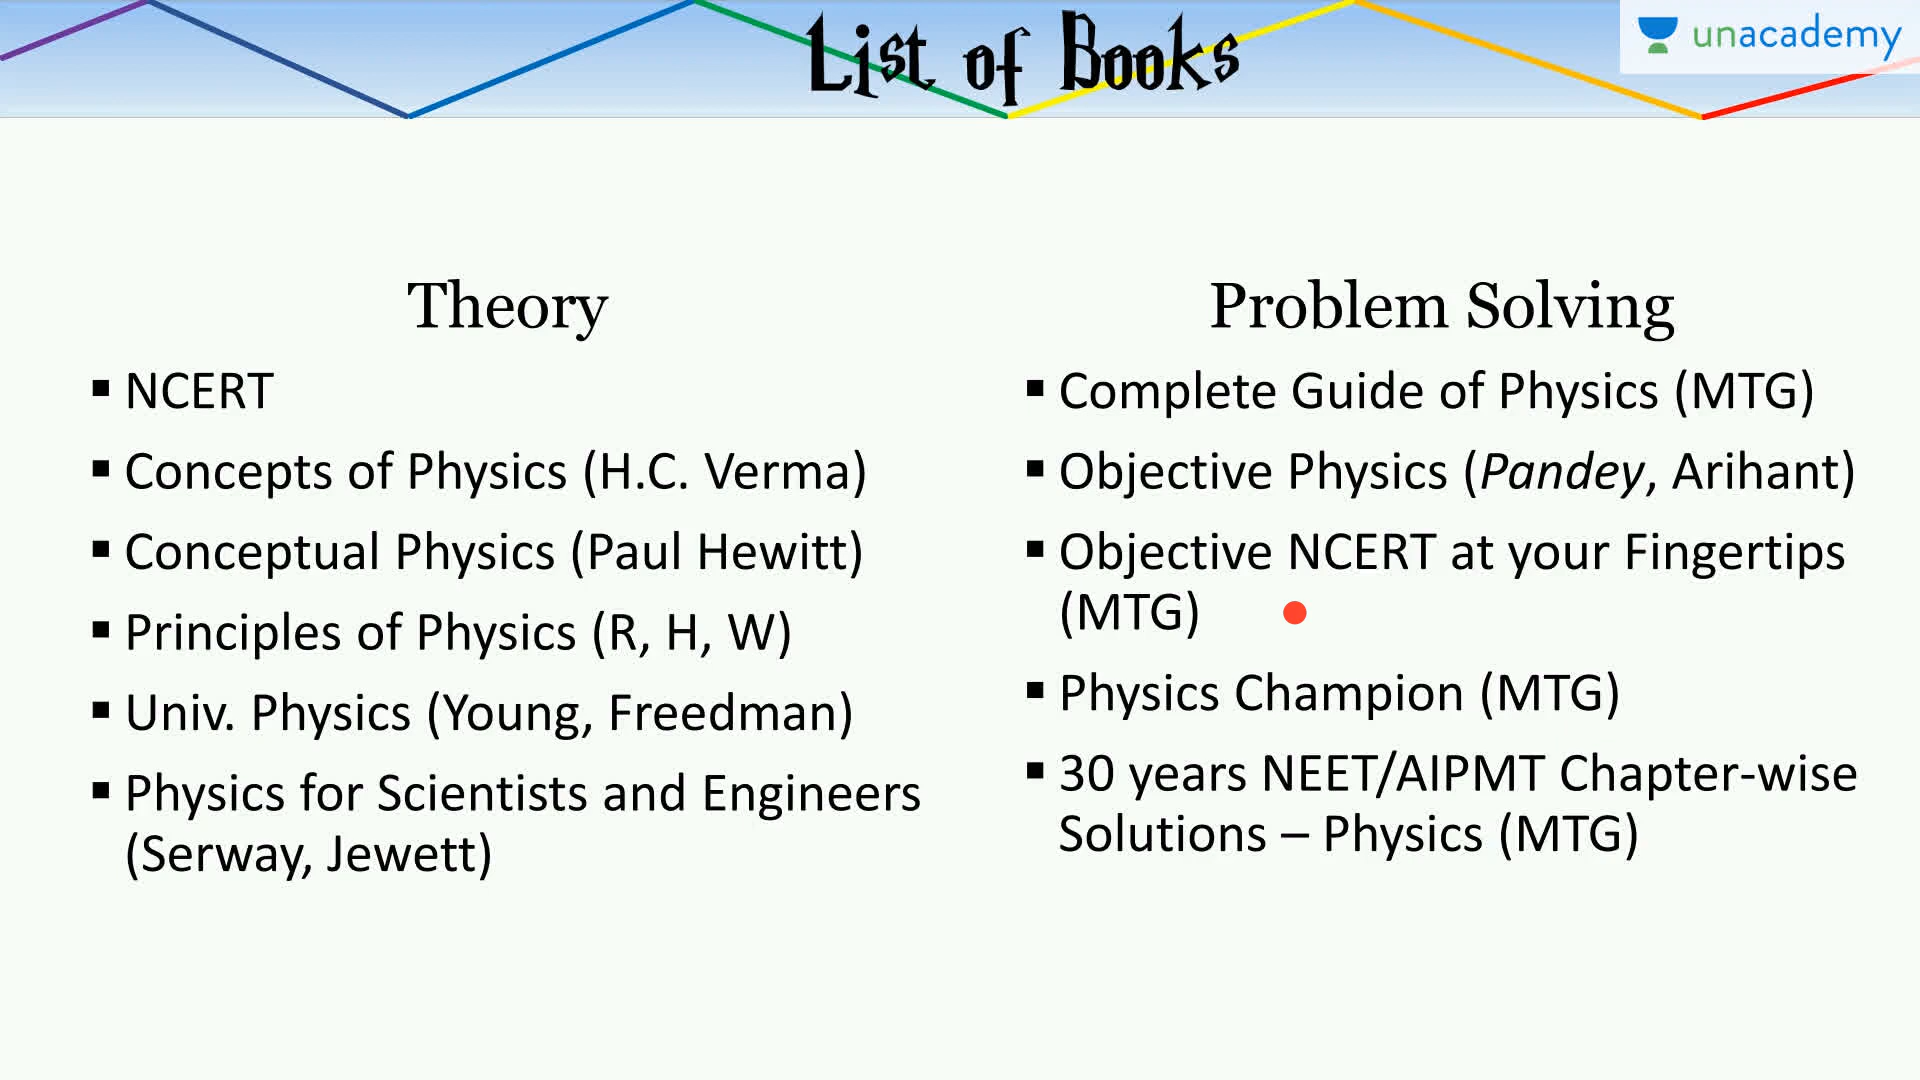 List of Books
unacademy
Theory
▪ NCERT
▪ Concepts of Physics (H.C. Verma)
▪ Conceptual Physics (Paul Hewitt)
▪ Principles of Physics (R, H, W)
▪ Univ. Physics (Young, Freedman)
▪ Physics for Scientists and Engineers
(Serway, Jewett)
Problem Solving
▪ Complete Guide of Physics (MTG)
▪ Objective Physics (Pandey, Arihant)
▪ Objective NCERT at your Fingertips
(MTG)
▪ Physics Champion (MTG)
▪ 30 years NEET/AIPMT Chapter-wise
Solutions – Physics (MTG)